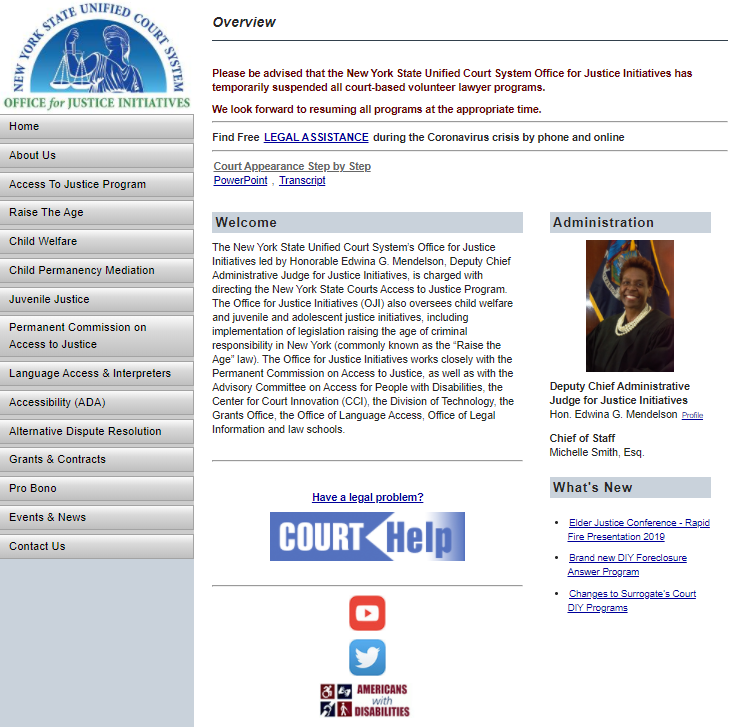 NEW YORK STATE UNIFIED COURT SYSTEM
OFFICE for JUSTICE INITIATIVES
Home
About Us
Access To Justice Program
Raise The Age
Child Welfare
Child Permanency Mediation
Juvenile Justice
Permanent Commission on
Access to Justice
Language Access & Interpreters
Accessibility (ADA)
Alternative Dispute Resolution
Grants & Contracts
Pro Bono
Events & News
Contact Us
Overview
Please be advised that the New York State Unified Court System Office for Justice Initiatives has
temporarily suspended all court-based volunteer lawyer programs.
We look forward to resuming all programs at the appropriate time.
Find Free LEGAL ASSISTANCE during the Coronavirus crisis by phone and online
Court Appearance Step by Step
PowerPoint , Transcript
Welcome
The New York State Unified Court System's Office for Justice
Initiatives led by Honorable Edwina G. Mendelson, Deputy Chief
Administrative Judge for Justice Initiatives, is charged with
directing the New York State Courts Access to Justice Program.
The Office for Justice Initiatives (OJI) also oversees child welfare
and juvenile and adolescent justice initiatives, including
implementation of legislation raising the age of criminal
responsibility in New York (commonly known as the “Raise the
Age” law). The Office for Justice Initiatives works closely with the
Permanent Commission on Access to Justice, as well as with the
Advisory Committee on Access for People with Disabilities, the
Center for Court Innovation (CCI), the Division of Technology, the
Grants Office, the Office of Language Access, Office of Legal
Information and law schools.
Have a legal problem?
COURT Help
AMERICANS
with
DISABILITIES
Administration
Deputy Chief Administrative
Judge for Justice Initiatives
Hon. Edwina G. Mendelson Profile
Chief of Staff
Michelle Smith, Esq.
What's New
Elder Justice Conference - Rapid
Fire Presentation 2019
Brand new DIY Foreclosure
Answer Program
Changes to Surrogate's Court
DIY Programs